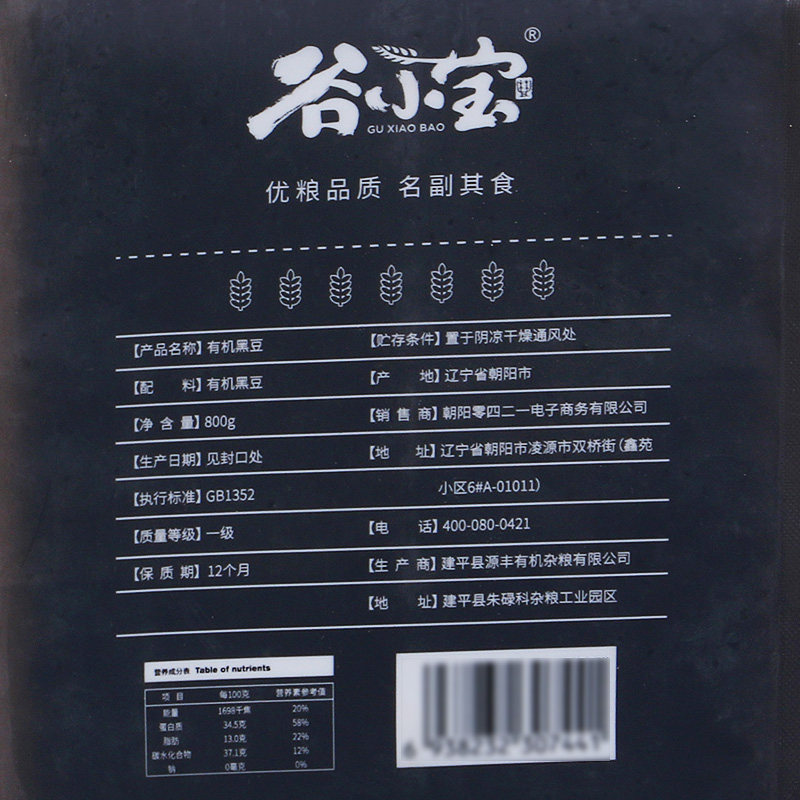 谷小宝®
GU XIAO BAO
优粮品质 名副其食
【产品名称】有机黑豆 【贮存条件】置于阴凉干燥通风处
【配 料】有机黑豆 【产 地】辽宁省朝阳市
【净 含 量】800g 【销 售 商】朝阳零四二一电子商务有限公司
【生产日期】见封口处 【地 址】辽宁省朝阳市凌源市双桥街(鑫苑
【执行标准】GB1352 小区6#A-01011)
【质量等级】一级 【电 话】400-080-0421
【保 质 期】12个月 【生 产 商】建平县源丰有机杂粮有限公司
【地 址】建平县朱碌科杂粮工业园区
营养成分表 Table of nutrients
项 目 每100克 营养素参考值
能量 1698千焦 20%
蛋白质 34.5克 58%
脂肪 13.0克 22%
碳水化合物 37.1克 12%
钠 0毫克 0%
6 938232 307441